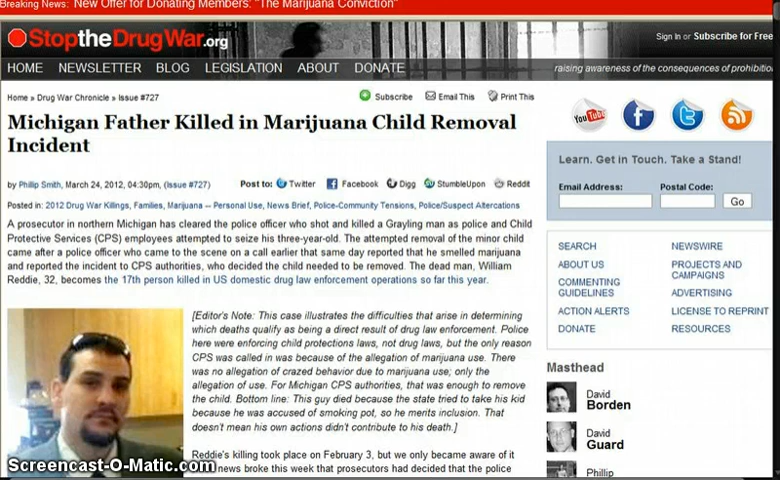 Breaking News: New Offer for Donating Members: "The Marijuana Conviction"
StoptheDrugWar.org
Sign In or Subscribe for Free
HOME NEWSLETTER BLOG LEGISLATION ABOUT DONATE
raising awareness of the consequences of prohibitio
Home » Drug War Chronicle » Issue #727
Subscribe Email This Print This
Michigan Father Killed in Marijuana Child Removal
Incident
by Phillip Smith, March 24, 2012, 04:30pm, (Issue #727)
Post to: Twitter Facebook Digg StumbleUpon Reddit
Posted in: 2012 Drug War Killings, Families, Marijuana -- Personal Use, News Brief, Police-Community Tensions, Police/Suspect Altercations
A prosecutor in northern Michigan has cleared the police officer who shot and killed a Grayling man as police and Child
Protective Services (CPS) employees attempted to seize his three-year-old. The attempted removal of the minor child
came after a police officer who came to the scene on a call earlier that same day reported that he smelled marijuana
and reported the incident to CPS authorities, who decided the child needed to be removed. The dead man, William
Reddie, 32, becomes the 17th person killed in US domestic drug law enforcement operations so far this year.
[Editor's Note: This case illustrates the difficulties that arise in determining
which deaths qualify as being a direct result of drug law enforcement. Police
here were enforcing child protections laws, not drug laws, but the only reason
CPS was called in was because of the allegation of marijuana use. There
was no allegation of crazed behavior due to marijuana use; only the
allegation of use. For Michigan CPS authorities, that was enough to remove
the child. Bottom line: This guy died because the state tried to take his kid
because he was accused of smoking pot, so he merits inclusion. That
doesn't mean his own actions didn't contribute to his death.]
Reddie's killing took place on February 3, but we only became aware of it
news broke this week that prosecutors had decided that the police
Screencast-O-Matic.com
You Tube
Learn. Get in Touch. Take a Stand!
Email Address: Postal Code:
Go
SEARCH
ABOUT US
COMMENTING
GUIDELINES
ACTION ALERTS
DONATE
NEWSWIRE
PROJECTS AND
CAMPAIGNS
ADVERTISING
LICENSE TO REPRINT
RESOURCES
Masthead
David
Borden
David
Guard
Phillip